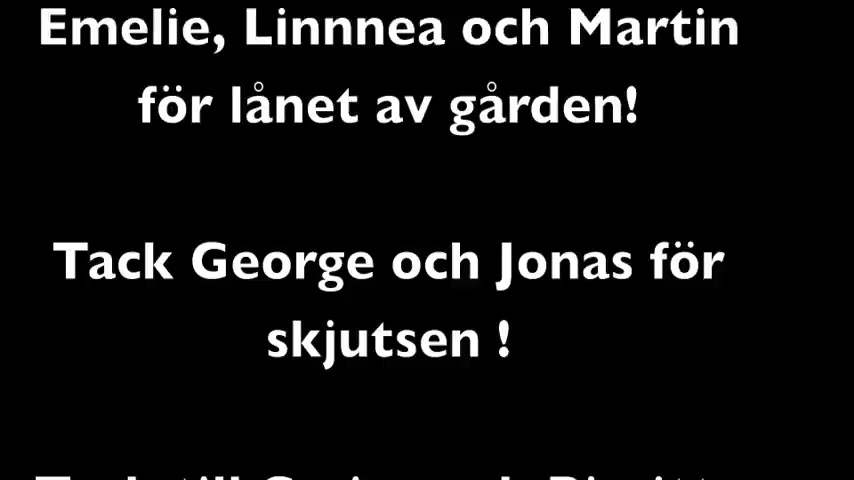 Emelie, Linnnea och Martin
för lånet av gården!
Tack George och Jonas för
skjutsen !